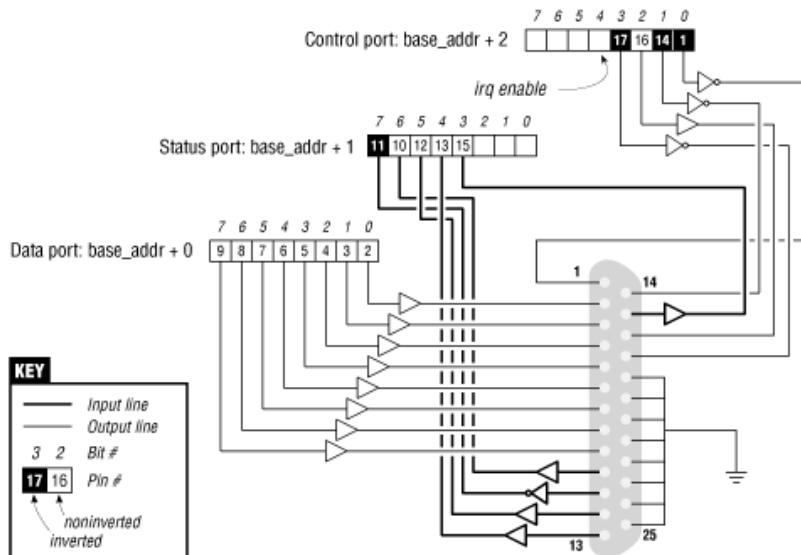 7 6 5 4 3 2 1 0
Control port: base_addr + 2
17 16 14 1
irq enable
7 6 5 4 3 2 1 0
Status port: base_addr + 1
11 10 12 13 15
7 6 5 4 3 2 1 0
Data port: base_addr + 0
9 8 7 6 5 4 3 2
1
14
KEY
Input line
Output line
3 2 Bit #
17 16 Pin #
noninverted
inverted
13
25